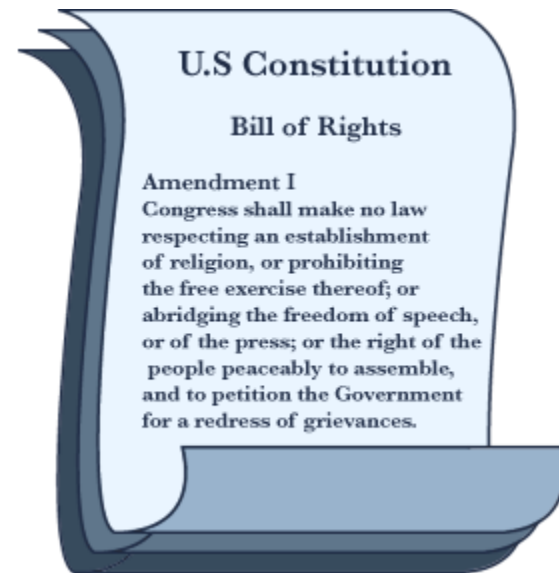 U.S Constitution
Bill of Rights
Amendment I
Congress shall make no law
respecting an establishment
of religion, or prohibiting
the free exercise thereof; or
abridging the freedom of speech,
or of the press; or the right of the
people peaceably to assemble,
and to petition the Government
for a redress of grievances.